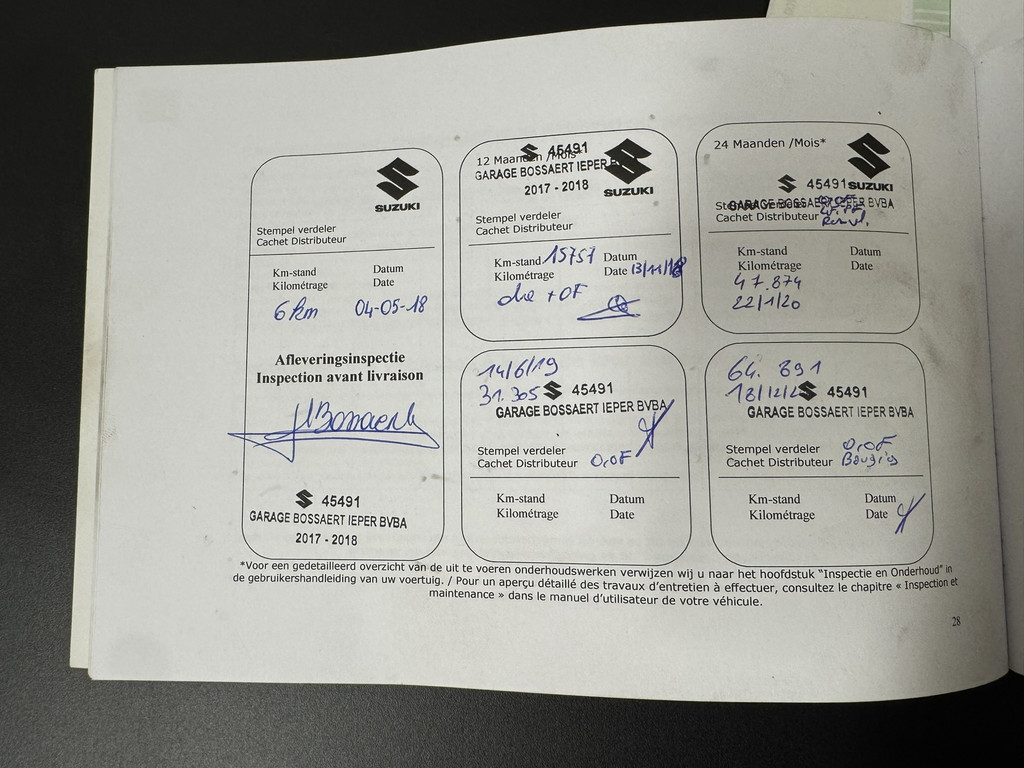 SUZUKI
Stempel verdeler
Cachet Distributeur
Km-stand Datum
Kilométrage Date
6 km 04-05-18
Afleveringsinspectie
Inspection avant livraison
JBossaert
45491
GARAGE BOSSAERT IEPER BVBA
2017 - 2018
12 Maanden /Mois*
45491
GARAGE BOSSAERT IEPER
2017 - 2018
SUZUKI
Stempel verdeler
Cachet Distributeur
Km-stand 15757 Datum
Kilométrage Date 13/11/18
+ OF
24 Maanden /Mois*
45491
SUZUKI
GARAGE BOSSAERT IEPER BVBA
Stempel verdeler
Cachet Distributeur
Km-stand Datum
Kilométrage Date
47.874
22/1/20
14/6/19
31.305
45491
GARAGE BOSSAERT IEPER BVBA
Stempel verdeler
Cachet Distributeur O+OF
Km-stand Datum
Kilométrage Date
64.891
18/12/2
45491
GARAGE BOSSAERT IEPER BVBA
Stempel verdeler O+OF
Cachet Distributeur Bougies
Km-stand Datum
Kilométrage Date
*Voor een gedetailleerd overzicht van de uit te voeren onderhoudswerken verwijzen wij u naar het hoofdstuk "Inspectie en Onderhoud" in
de gebruikershandleiding van uw voertuig. / Pour un aperçu détaillé des travaux d'entretien à effectuer, consultez le chapitre « Inspection et
maintenance » dans le manuel d'utilisateur de votre véhicule.
28